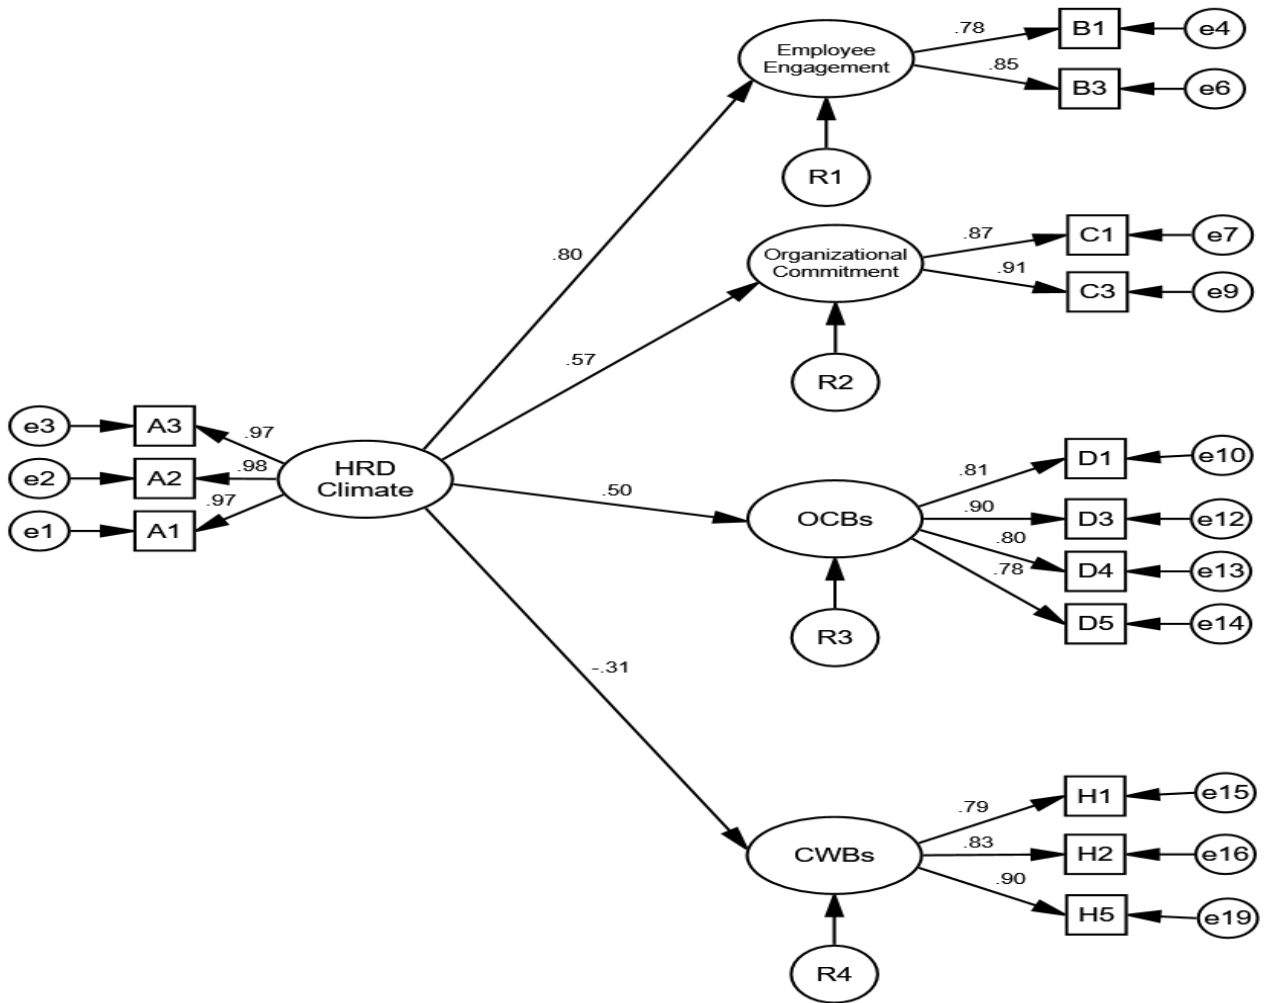 Employee
Engagement
.78
B1
e4
.85
B3
e6
R1
.80
Organizational
Commitment
.87
C1
e7
.91
C3
e9
R2
.57
e3
A3
.97
e2
A2
.98
e1
A1
.97
HRD
Climate
.50
OCBs
.81
D1
e10
.90
D3
e12
.80
D4
e13
.78
D5
e14
R3
-.31
CWBs
.79
H1
e15
.83
H2
e16
.90
H5
e19
R4